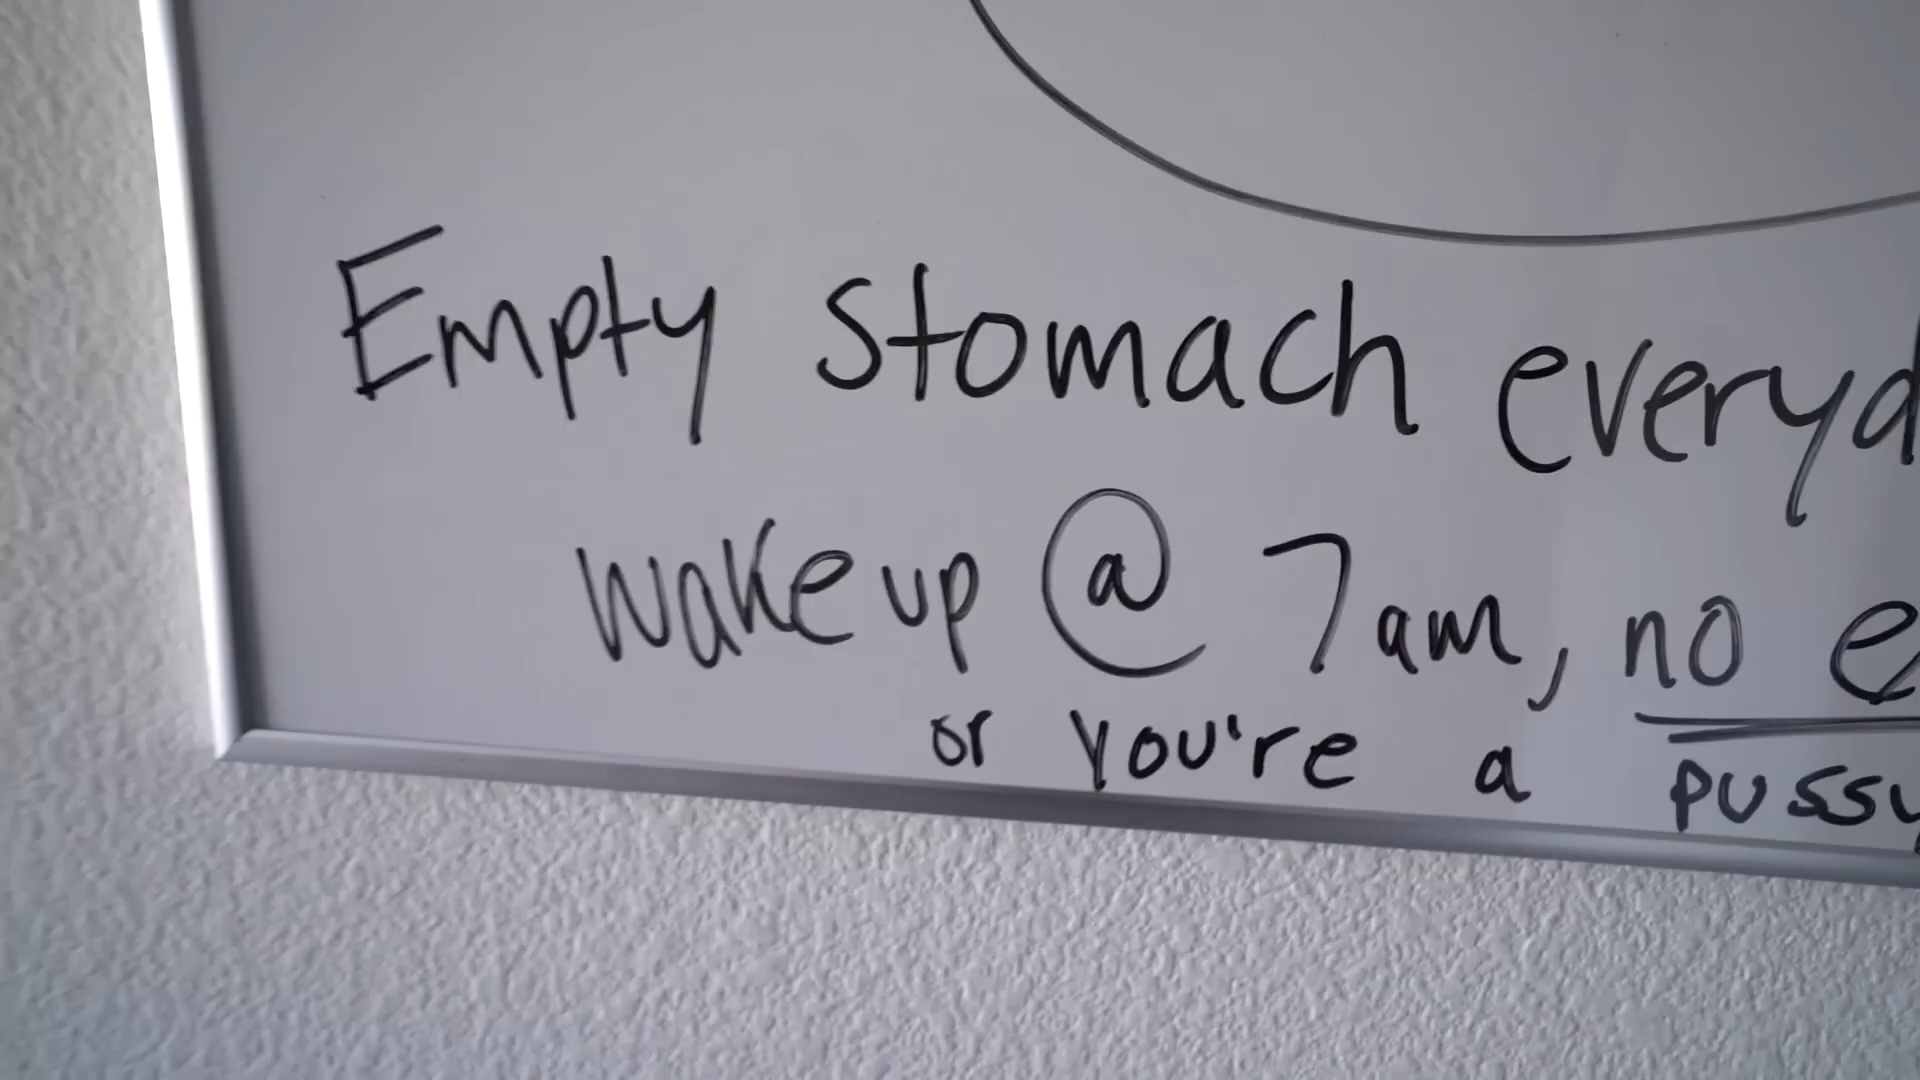 Empty stomach everyd
wake up @ 7am, no e
or you're a pussy